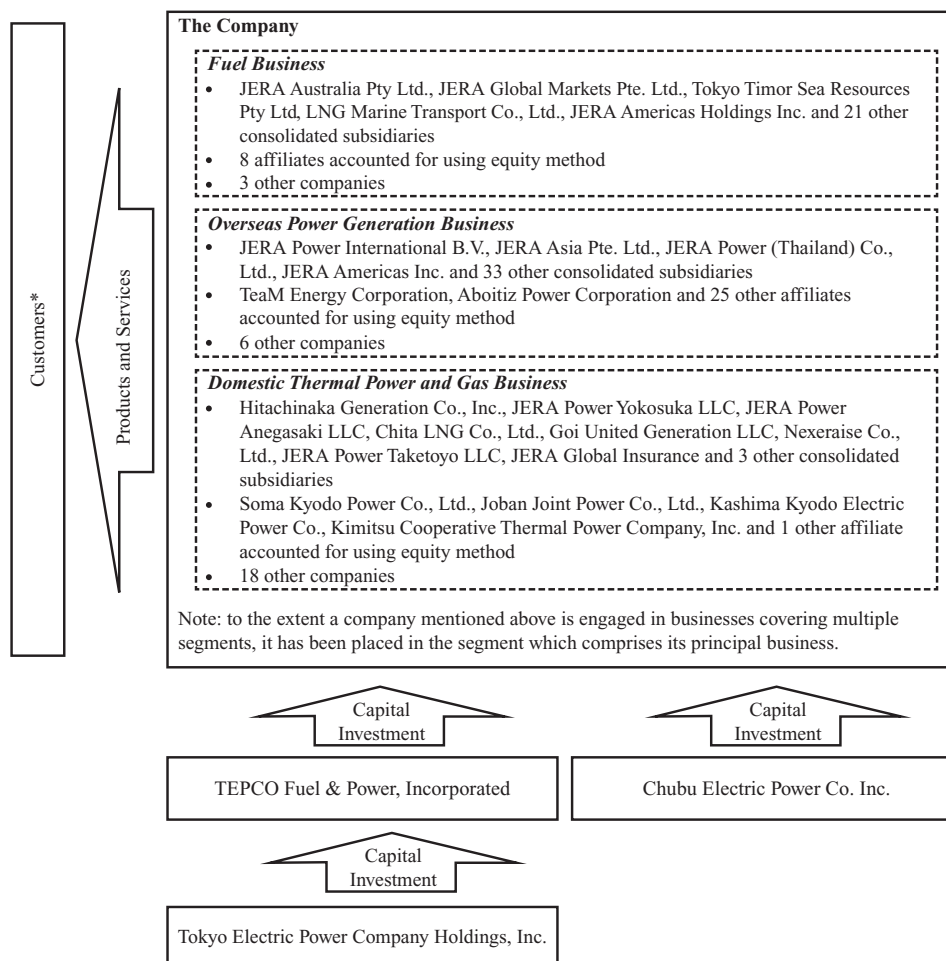 The Company
Fuel Business
• JERA Australia Pty Ltd., JERA Global Markets Pte. Ltd., Tokyo Timor Sea Resources
Pty Ltd, LNG Marine Transport Co., Ltd., JERA Americas Holdings Inc. and 21 other
consolidated subsidiaries
• 8 affiliates accounted for using equity method
• 3 other companies
Overseas Power Generation Business
• JERA Power International B.V., JERA Asia Pte. Ltd., JERA Power (Thailand) Co.,
Ltd., JERA Americas Inc. and 33 other consolidated subsidiaries
• TeaM Energy Corporation, Aboitiz Power Corporation and 25 other affiliates
accounted for using equity method
• 6 other companies
Domestic Thermal Power and Gas Business
• Hitachinaka Generation Co., Inc., JERA Power Yokosuka LLC, JERA Power
Anegasaki LLC, Chita LNG Co., Ltd., Goi United Generation LLC, Nexeraise Co.,
Ltd., JERA Power Taketoyo LLC, JERA Global Insurance and 3 other consolidated
subsidiaries
• Soma Kyodo Power Co., Ltd., Joban Joint Power Co., Ltd., Kashima Kyodo Electric
Power Co., Kimitsu Cooperative Thermal Power Company, Inc. and 1 other affiliate
accounted for using equity method
• 18 other companies
Note: to the extent a company mentioned above is engaged in businesses covering multiple
segments, it has been placed in the segment which comprises its principal business.
Customers*
Products and Services
Capital
Investment
Capital
Investment
TEPCO Fuel & Power, Incorporated
Chubu Electric Power Co. Inc.
Capital
Investment
Tokyo Electric Power Company Holdings, Inc.